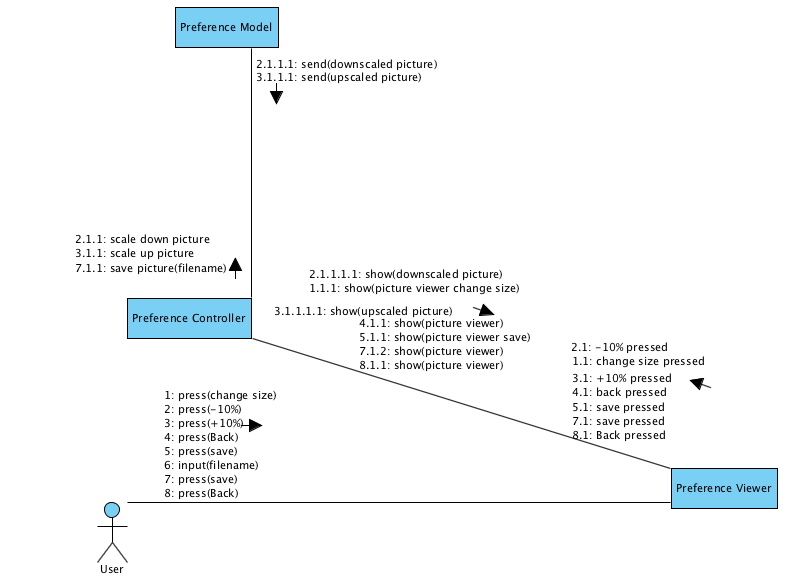 Preference Model
2.1.1.1: send(downscaled picture)
3.1.1.1: send(upscaled picture)
2.1.1: scale down picture
3.1.1: scale up picture
7.1.1: save picture(filename)
2.1.1.1.1: show(downscaled picture)
1.1.1: show(picture viewer change size)
3.1.1.1.1: show(upscaled picture)
4.1.1: show(picture viewer)
5.1.1: show(picture viewer save)
7.1.2: show(picture viewer)
8.1.1: show(picture viewer)
Preference Controller
2.1: -10% pressed
1.1: change size pressed
3.1: +10% pressed
4.1: back pressed
5.1: save pressed
7.1: save pressed
8.1: Back pressed
1: press(change size)
2: press(-10%)
3: press(+10%)
4: press(Back)
5: press(save)
6: input(filename)
7: press(save)
8: press(Back)
Preference Viewer
User